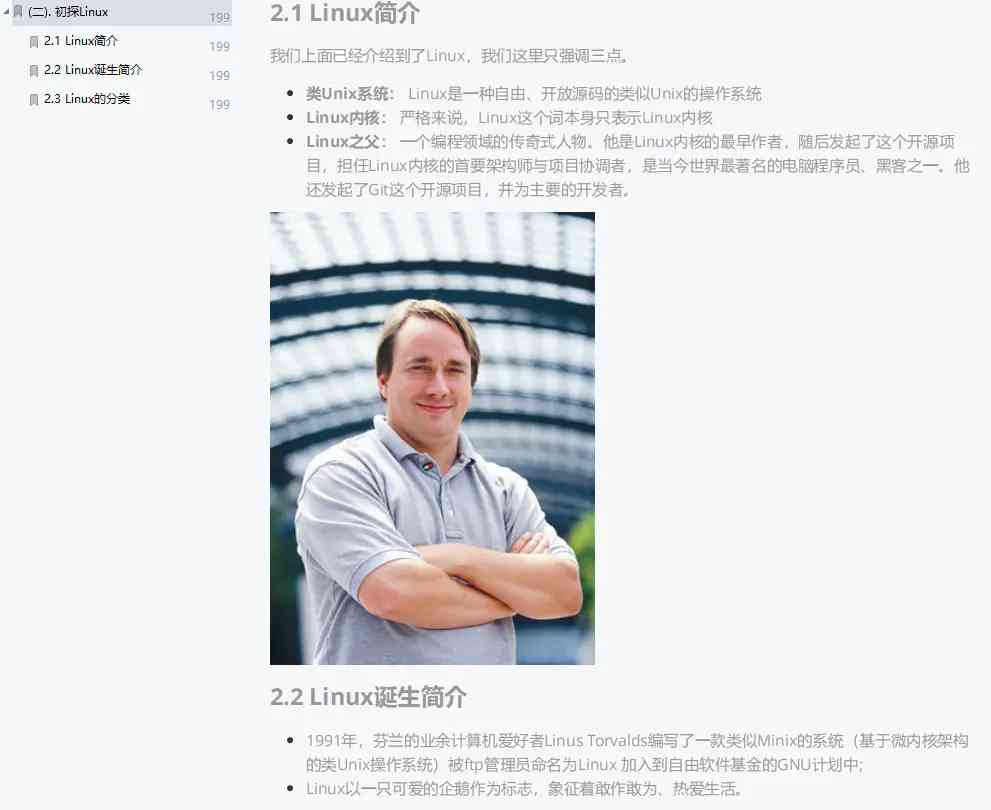 (二). 初探Linux 199
2.1 Linux简介 199
2.2 Linux诞生简介 199
2.3 Linux的分类 199
2.1 Linux简介
我们上面已经介绍到了Linux，我们这里只强调三点。
类Unix系统： Linux是一种自由、开放源码的类似Unix的操作系统
Linux内核： 严格来说，Linux这个词本身只表示Linux内核
Linux之父： 一个编程领域的传奇式人物。他是Linux内核的最早作者，随后发起了这个开源项
目，担任Linux内核的首要架构师与项目协调者，是当今世界最著名的电脑程序员、黑客之一。他
还发起了Git这个开源项目，并为主要的开发者。
2.2 Linux诞生简介
1991年，芬兰的业余计算机爱好者Linus Torvalds编写了一款类似Minix的系统（基于微内核架构
的类Unix操作系统）被ftp管理员命名为Linux 加入到自由软件基金的GNU计划中;
Linux以一只可爱的企鹅作为标志，象征着敢作敢为、热爱生活。